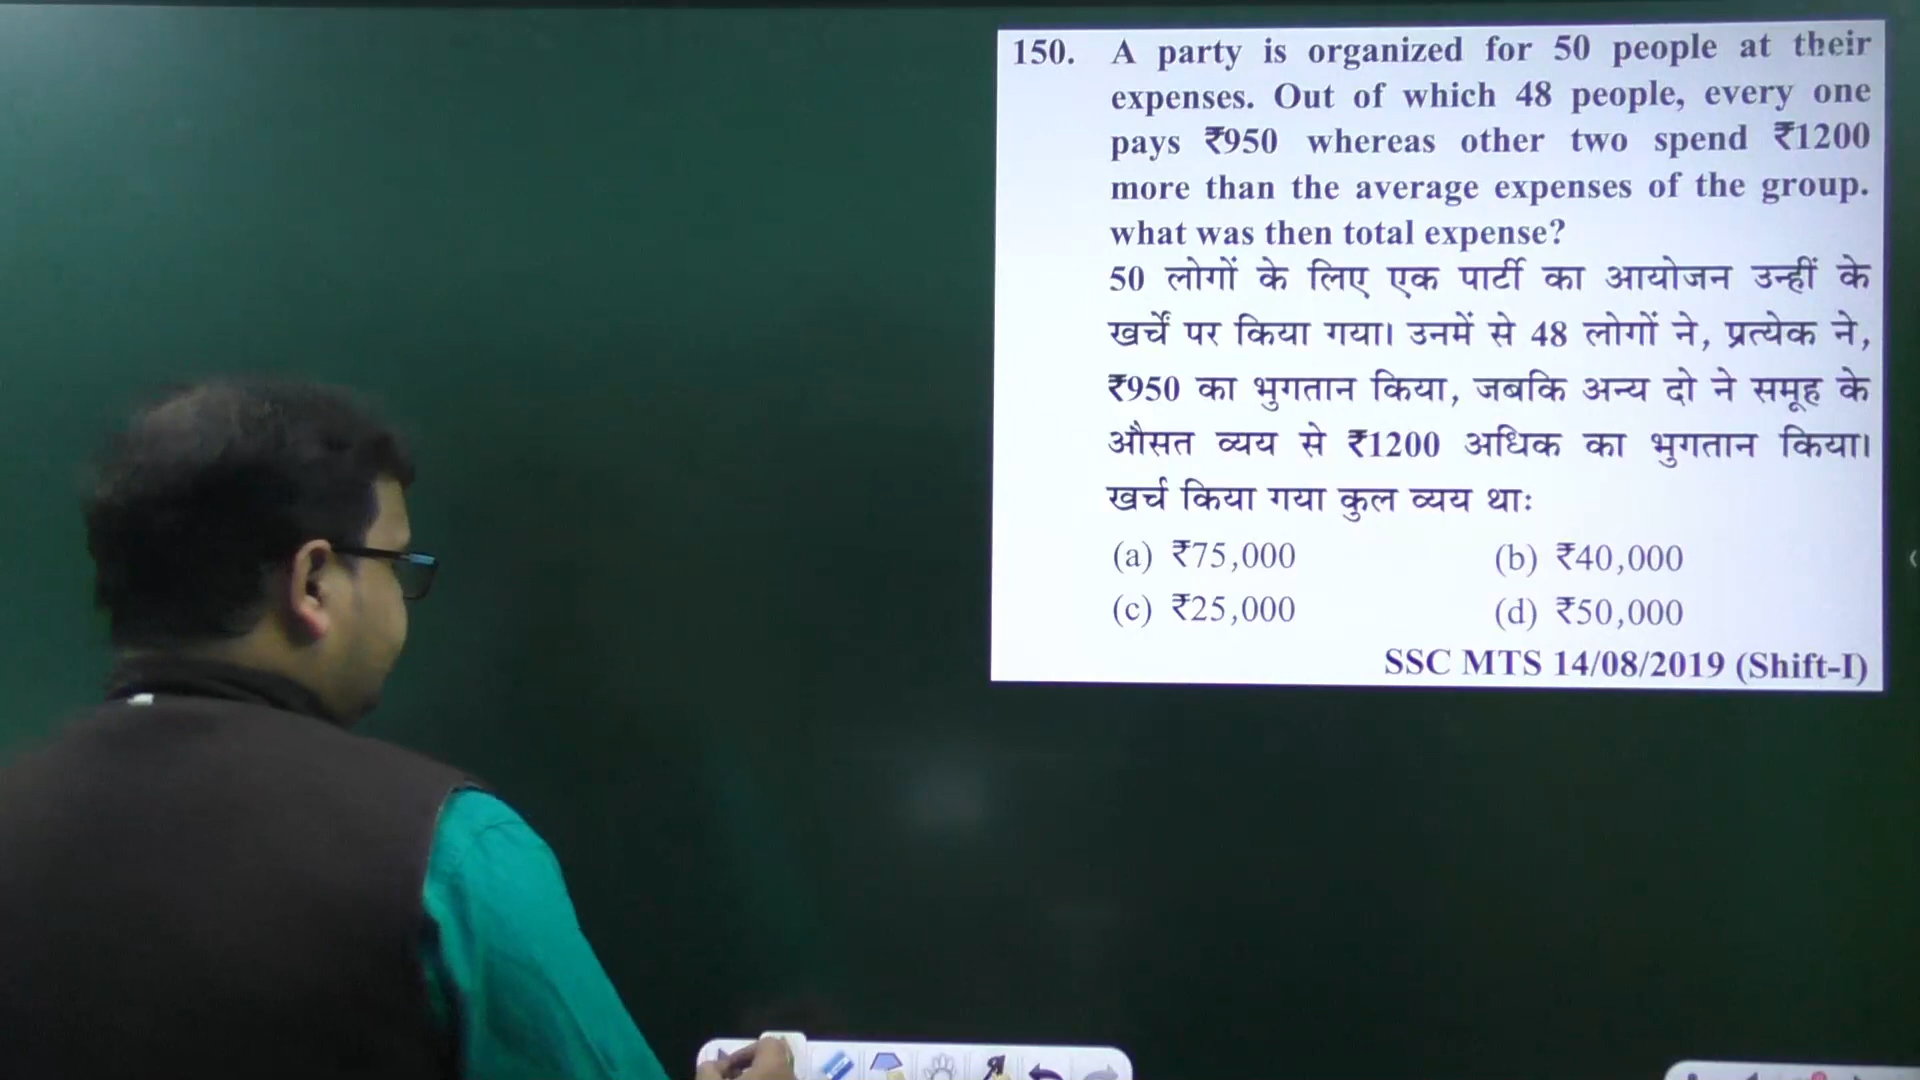 150. A party is organized for 50 people at their
expenses. Out of which 48 people, every one
pays ₹950 whereas other two spend ₹1200
more than the average expenses of the group.
what was then total expense?
50 लोगों के लिए एक पार्टी का आयोजन उन्हीं के
खर्चे पर किया गया। उनमें से 48 लोगों ने, प्रत्येक ने,
₹950 का भुगतान किया, जबकि अन्य दो ने समूह के
औसत व्यय से ₹1200 अधिक का भुगतान किया।
खर्च किया गया कुल व्यय थाः
(a) ₹75,000 (b) ₹40,000
(c) ₹25,000 (d) ₹50,000
SSC MTS 14/08/2019 (Shift-I)